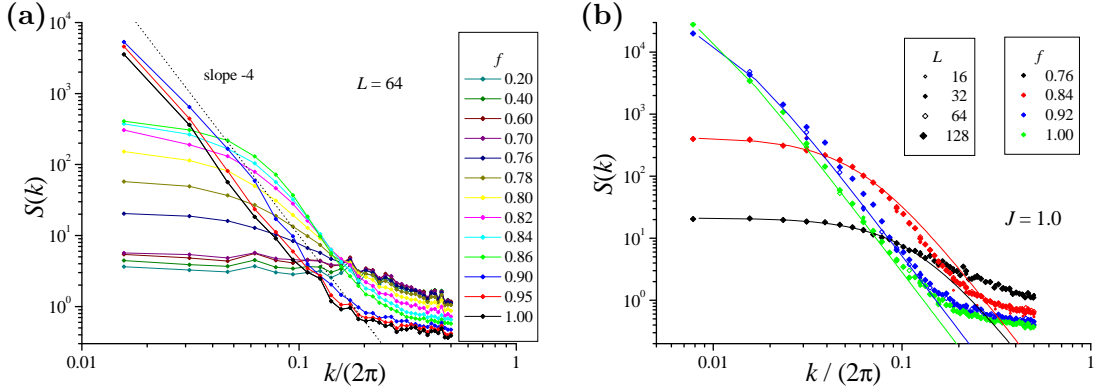 (a)
10^4
10^3
10^2
10^1
10^0
S(k)
slope -4
L = 64
f
0.20
0.40
0.60
0.70
0.76
0.78
0.80
0.82
0.84
0.86
0.90
0.95
1.00
0.01 0.1 1
k/(2π)
(b)
10^4
10^3
10^2
10^1
10^0
S(k)
L
16
32
64
128
f
0.76
0.84
0.92
1.00
J = 1.0
0.01 0.1 1
k / (2π)